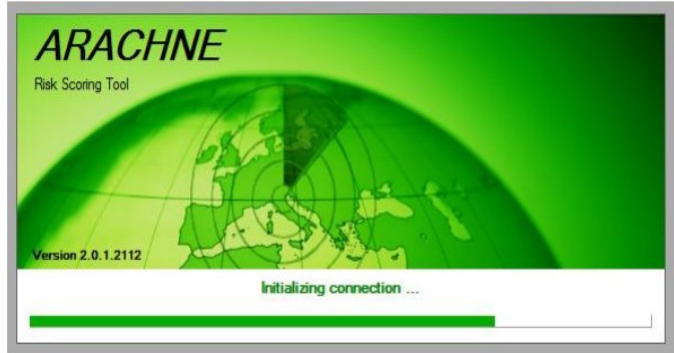 ARACHNE
Risk Scoring Tool
Version 2.0.1.2112
Initializing connection ...